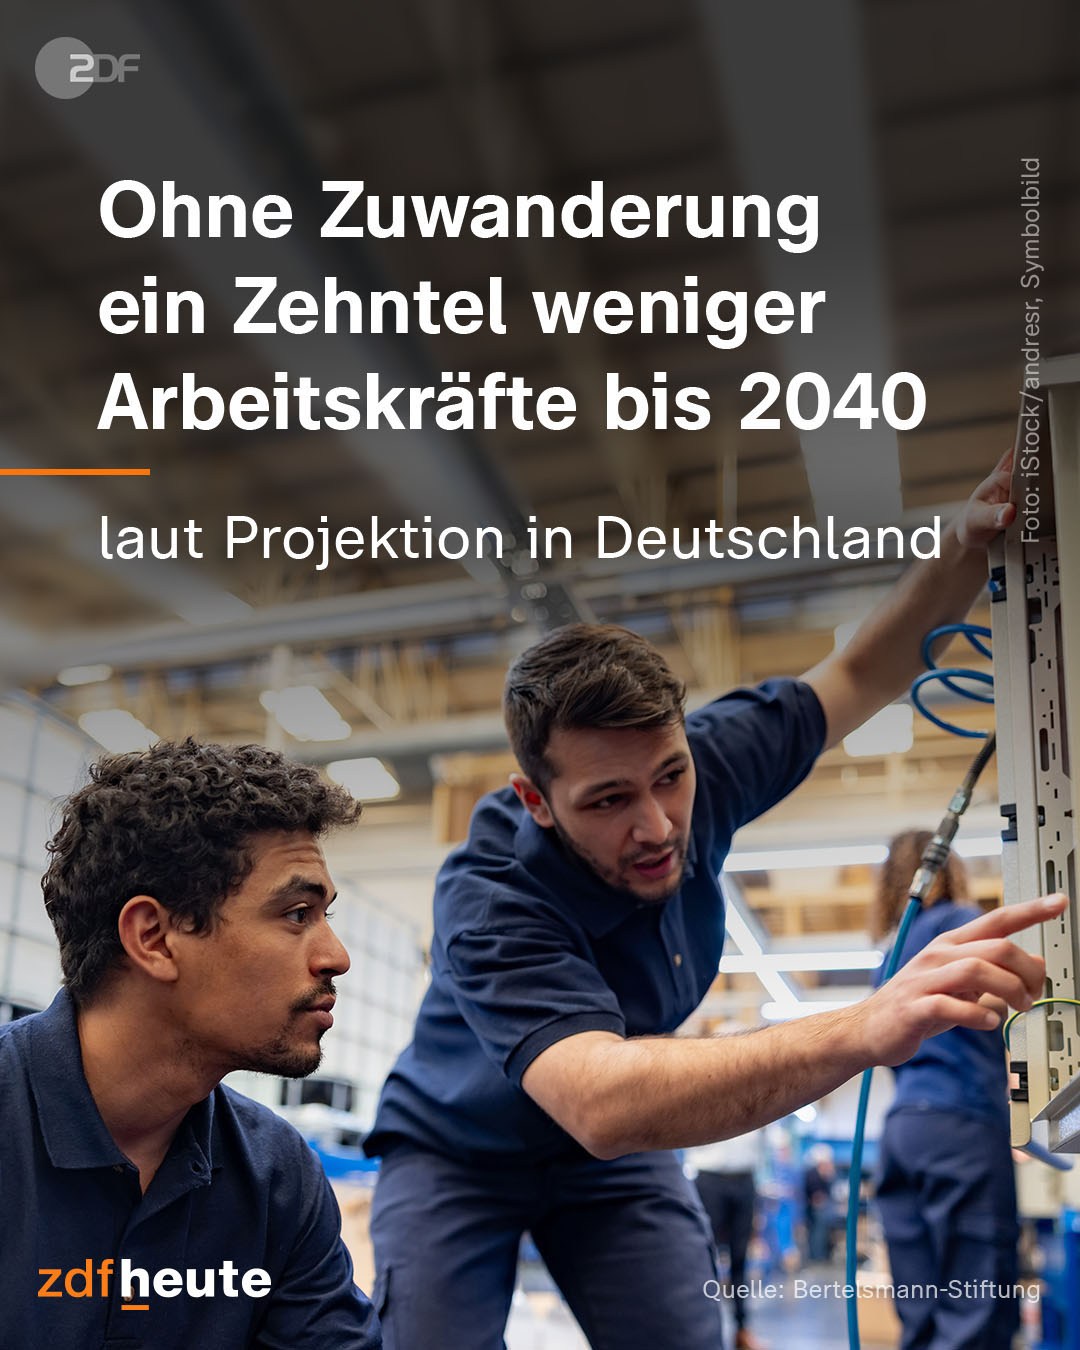 ZDF
Ohne Zuwanderung
ein Zehntel weniger
Arbeitskräfte bis 2040
laut Projektion in Deutschland
Foto: iStock/andresr, Symbolbild
zdfheute
Quelle: Bertelsmann-Stiftung